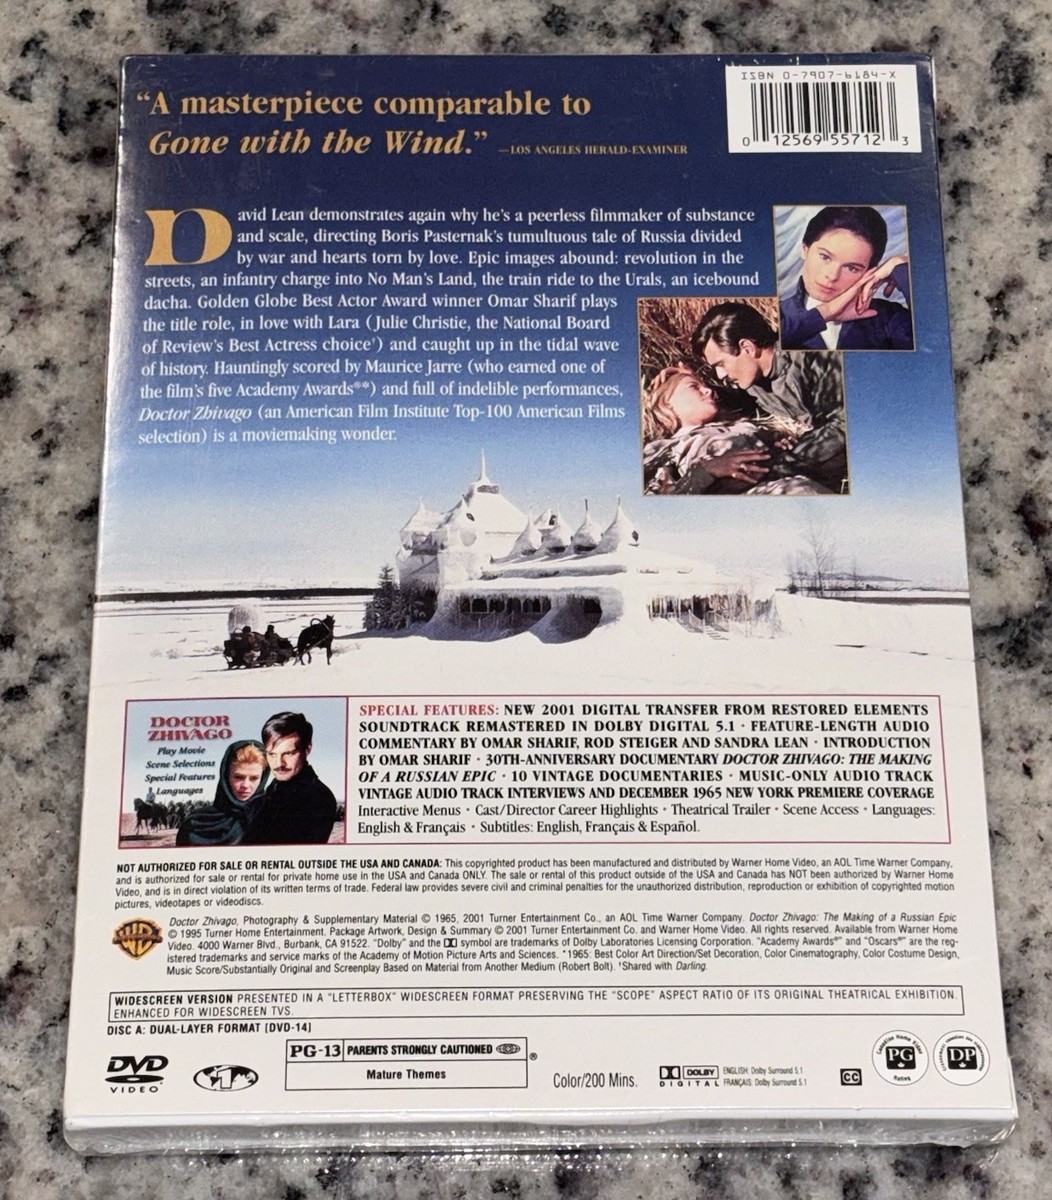 "A masterpiece comparable to
Gone with the Wind."
—LOS ANGELES HERALD-EXAMINER
ISBN 0-7907-6184-X
0 12569 55712 3
David Lean demonstrates again why he's a peerless filmmaker of substance
and scale, directing Boris Pasternak's tumultuous tale of Russia divided
by war and hearts torn by love. Epic images abound: revolution in the
streets, an infantry charge into No Man's Land, the train ride to the Urals, an icebound
dacha. Golden Globe Best Actor Award winner Omar Sharif plays
the title role, in love with Lara (Julie Christie, the National Board
of Review's Best Actress choice†) and caught up in the tidal wave
of history. Hauntingly scored by Maurice Jarre (who earned one of
the film's five Academy Awards®*) and full of indelible performances,
Doctor Zhivago (an American Film Institute Top-100 American Films
selection) is a moviemaking wonder.
DOCTOR
ZHIVAGO
Play Movie
Scene Selections
Special Features
Languages
SPECIAL FEATURES: NEW 2001 DIGITAL TRANSFER FROM RESTORED ELEMENTS
SOUNDTRACK REMASTERED IN DOLBY DIGITAL 5.1 · FEATURE-LENGTH AUDIO
COMMENTARY BY OMAR SHARIF, ROD STEIGER AND SANDRA LEAN · INTRODUCTION
BY OMAR SHARIF · 30TH-ANNIVERSARY DOCUMENTARY DOCTOR ZHIVAGO: THE MAKING
OF A RUSSIAN EPIC · 10 VINTAGE DOCUMENTARIES · MUSIC-ONLY AUDIO TRACK
VINTAGE AUDIO TRACK INTERVIEWS AND DECEMBER 1965 NEW YORK PREMIERE COVERAGE
Interactive Menus · Cast/Director Career Highlights · Theatrical Trailer · Scene Access · Languages:
English & Français · Subtitles: English, Français & Español.
NOT AUTHORIZED FOR SALE OR RENTAL OUTSIDE THE USA AND CANADA: This copyrighted product has been manufactured and distributed by Warner Home Video, an AOL Time Warner Company,
and is authorized for sale or rental for private home use in the USA and Canada ONLY. The sale or rental of this product outside of the USA and Canada has NOT been authorized by Warner Home
Video, and is in direct violation of its written terms of trade. Federal law provides severe civil and criminal penalties for the unauthorized distribution, reproduction or exhibition of copyrighted motion
pictures, videotapes or videodiscs.
Doctor Zhivago, Photography & Supplementary Material © 1965, 2001 Turner Entertainment Co., an AOL Time Warner Company. Doctor Zhivago: The Making of a Russian Epic
© 1995 Turner Home Entertainment. Package Artwork, Design & Summary © 2001 Turner Entertainment Co. and Warner Home Video. All rights reserved. Available from Warner Home
Video. 4000 Warner Blvd., Burbank, CA 91522. "Dolby" and the DD symbol are trademarks of Dolby Laboratories Licensing Corporation. "Academy Awards®" and "Oscars®" are the reg-
istered trademarks and service marks of the Academy of Motion Picture Arts and Sciences. *1965: Best Color Art Direction/Set Decoration, Color Cinematography, Color Costume Design,
Music Score/Substantially Original and Screenplay Based on Material from Another Medium (Robert Bolt). †Shared with Darling.
WIDESCREEN VERSION PRESENTED IN A "LETTERBOX" WIDESCREEN FORMAT PRESERVING THE "SCOPE" ASPECT RATIO OF ITS ORIGINAL THEATRICAL EXHIBITION.
ENHANCED FOR WIDESCREEN TVS.
DISC A: DUAL-LAYER FORMAT [DVD-14]
DVD
VIDEO
1
PG-13 PARENTS STRONGLY CAUTIONED ®
Mature Themes
Color/200 Mins.
DOLBY
DIGITAL
ENGLISH: Dolby Surround 5.1
FRANÇAIS: Dolby Surround 5.1
CC
Canadian Home Video
PG
Rating
DP